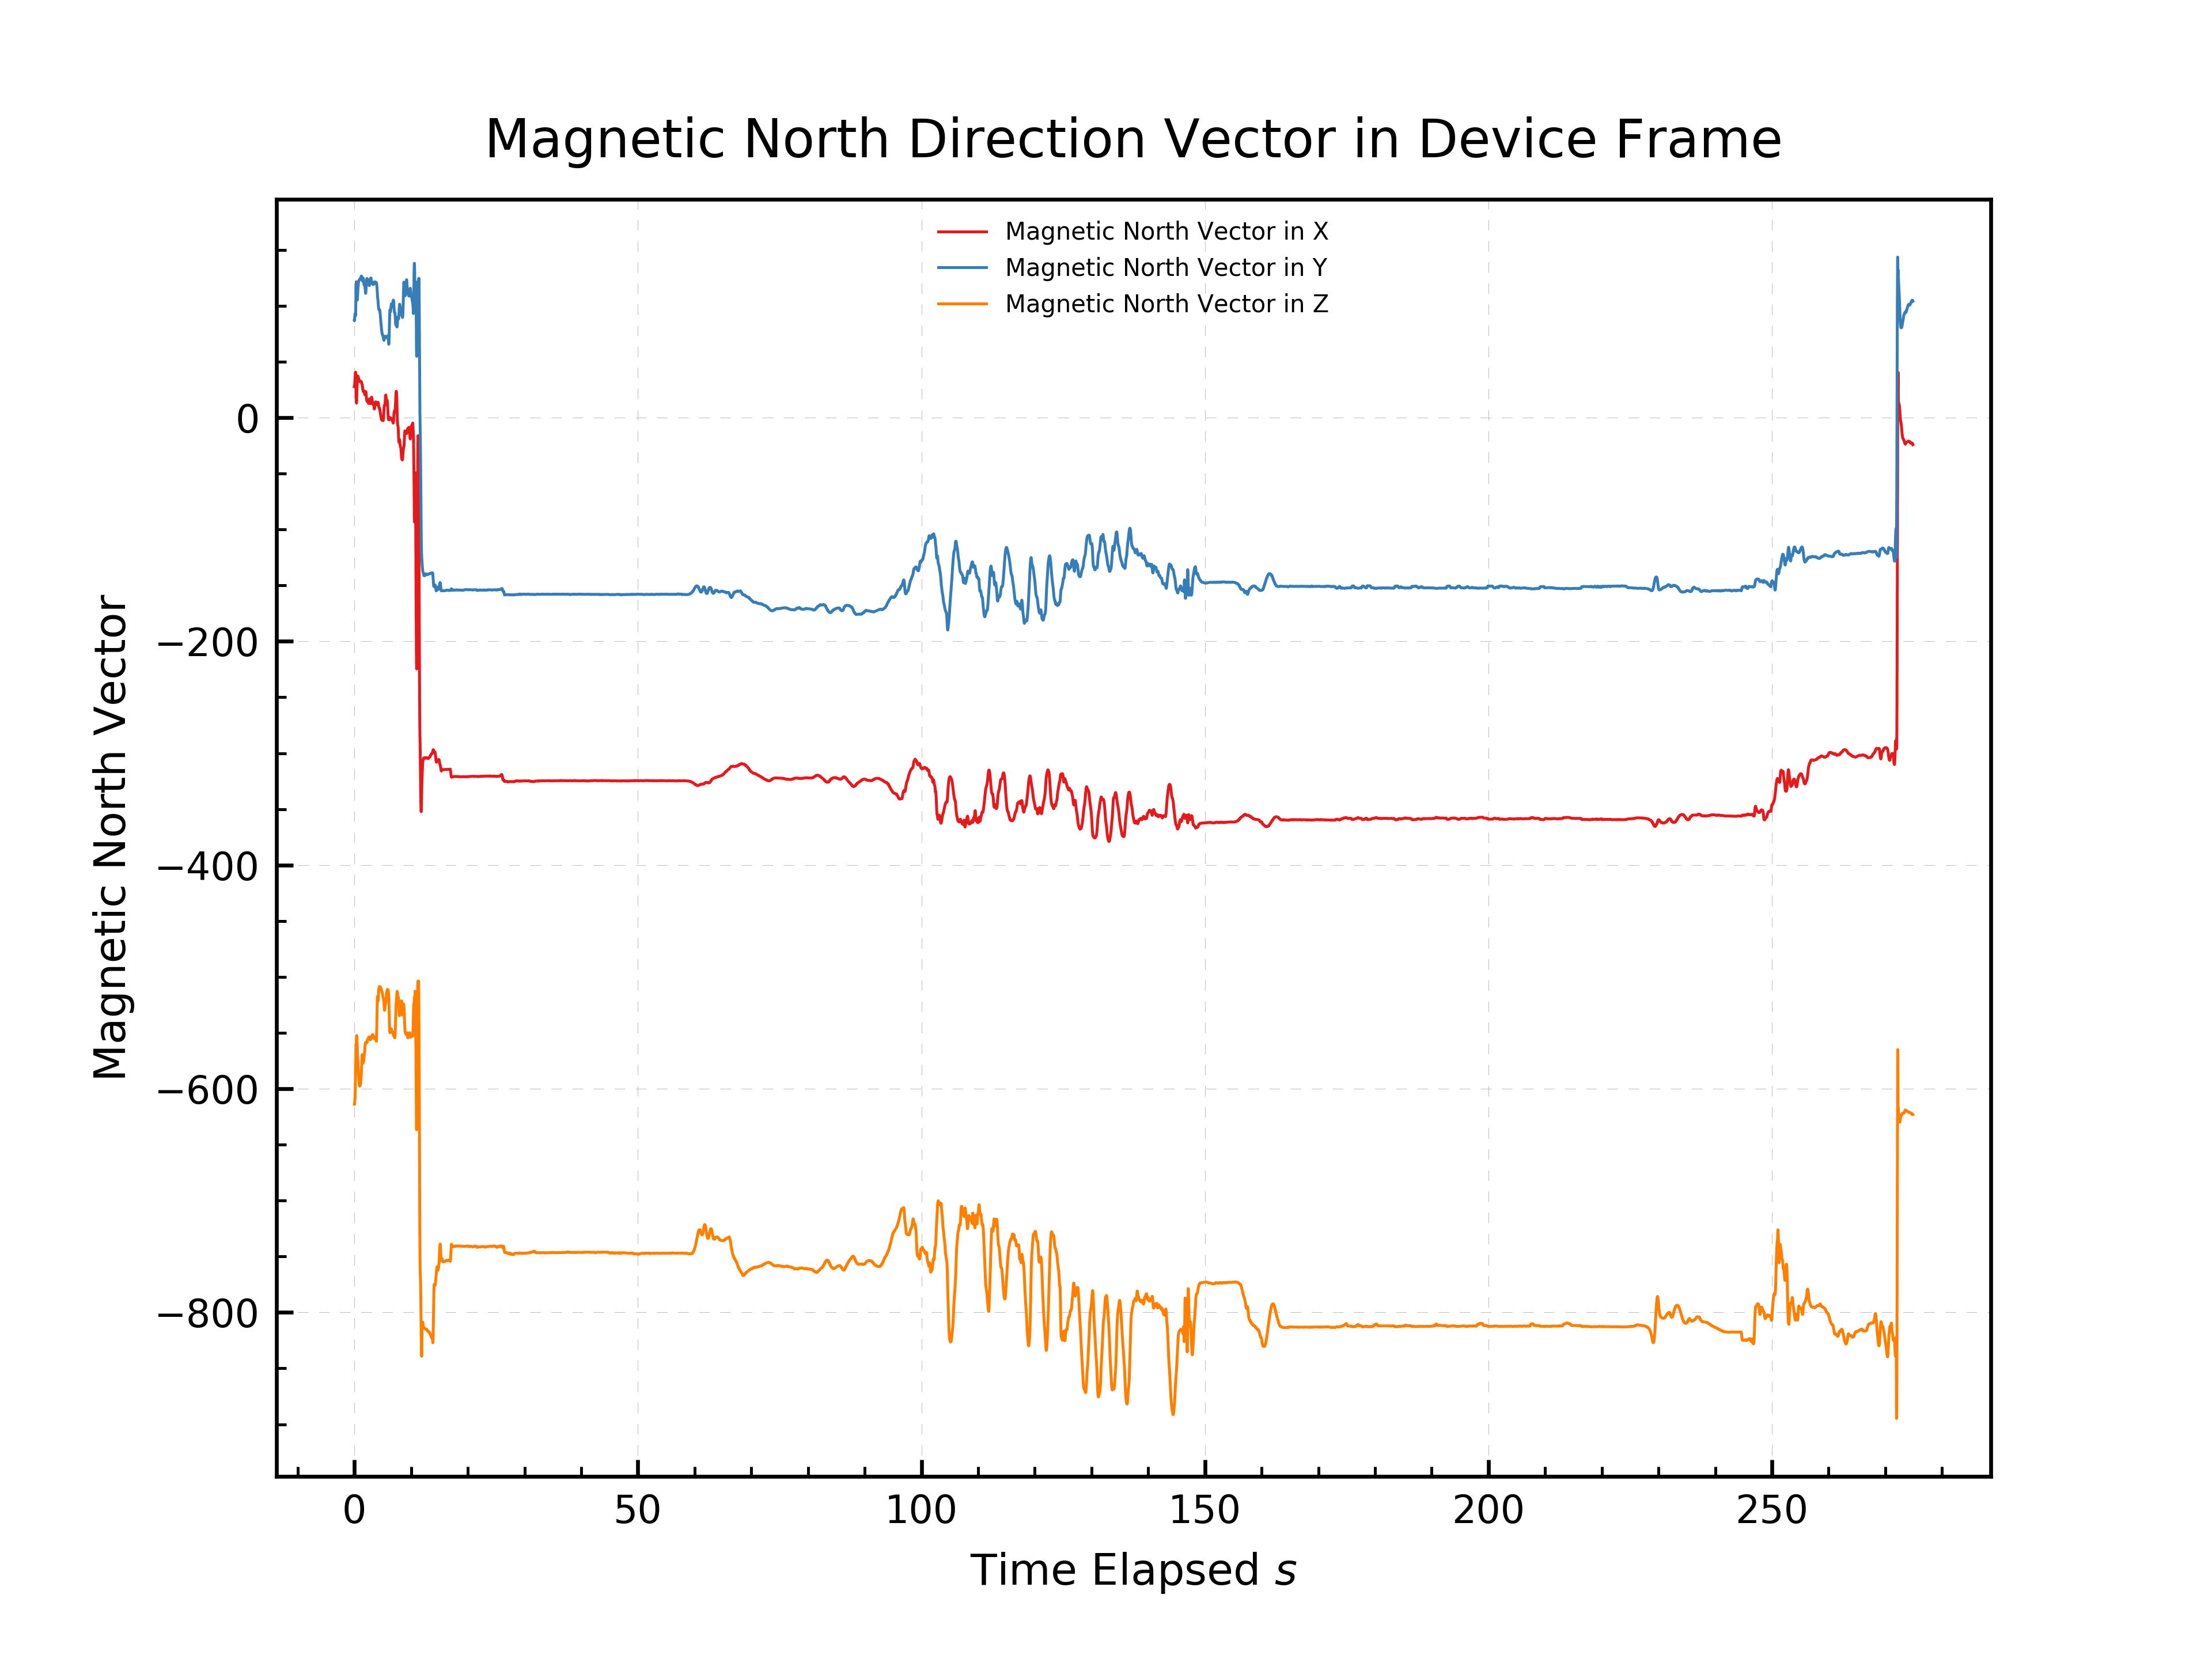 Magnetic North Direction Vector in Device Frame
Magnetic North Vector in X
Magnetic North Vector in Y
Magnetic North Vector in Z
Magnetic North Vector
0
−200
−400
−600
−800
0 50 100 150 200 250
Time Elapsed s